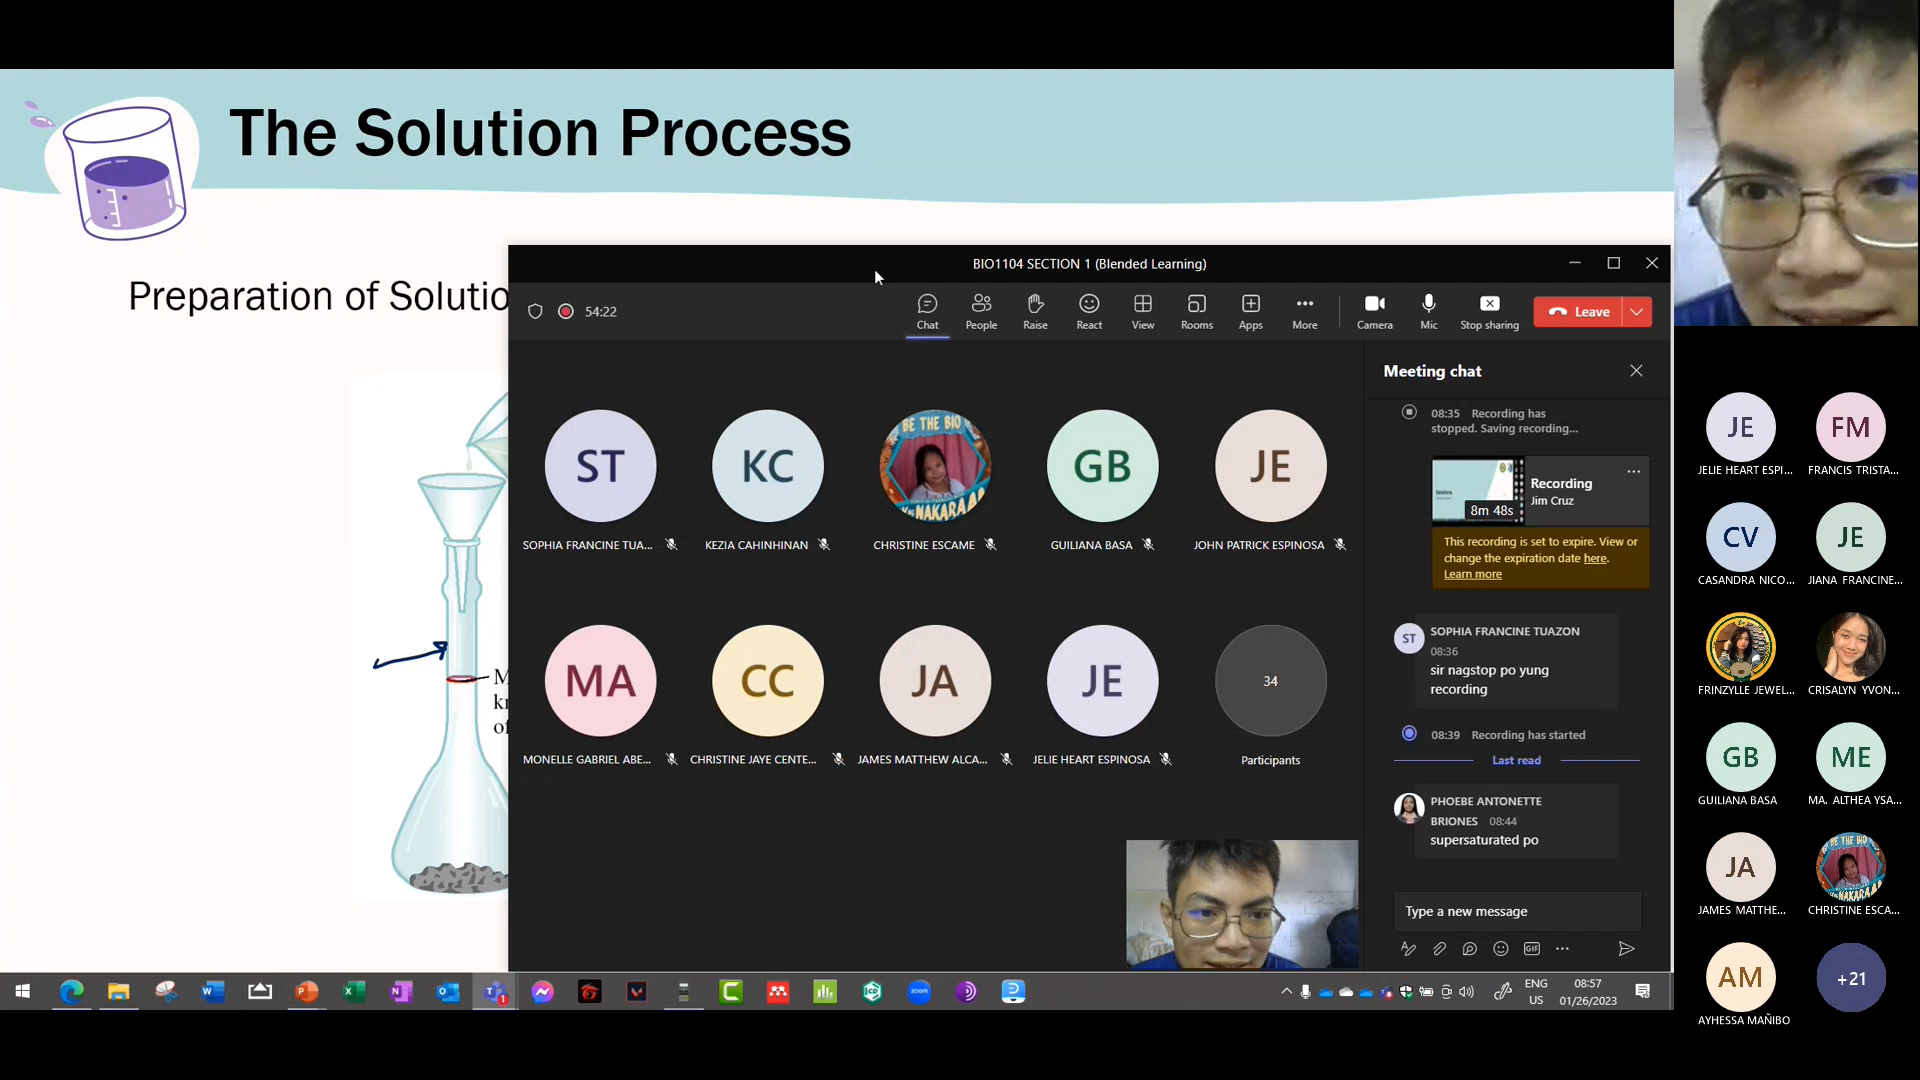 The Solution Process
Preparation of Solutio
M
k
of
BIO1104 SECTION 1 (Blended Learning)
54:22
Chat
People
Raise
React
View
Rooms
Apps
More
Camera
Mic
Stop sharing
Leave
ST
SOPHIA FRANCINE TUA...
KC
KEZIA CAHINHINAN
BE THE BIO
CHRISTINE ESCAME
GB
GUILIANA BASA
JE
JOHN PATRICK ESPINOSA
MA
MONELLE GABRIEL ABE...
CC
CHRISTINE JAYE CENTE...
JA
JAMES MATTHEW ALCA...
JE
JELIE HEART ESPINOSA
34
Participants
Meeting chat
08:35 Recording has
stopped. Saving recording...
8m 48s
Recording
Jim Cruz
This recording is set to expire. View or
change the expiration date here.
Learn more
ST
SOPHIA FRANCINE TUAZON
08:36
sir nagstop po yung
recording
08:39 Recording has started
Last read
PHOEBE ANTONETTE
BRIONES 08:44
supersaturated po
Type a new message
GIF
JE
JELIE HEART ESPI...
FM
FRANCIS TRISTA...
CV
CASANDRA NICO...
JE
JIANA FRANCINE...
FRINZYLLE JEWEL...
CRISALYN YVON...
GB
GUILIANA BASA
ME
MA. ALTHEA YSA...
JA
JAMES MATTHE...
BE THE BIO
CHRISTINE ESCA...
AM
AYHESSA MAÑIBO
+21
zoom
ENG
US
08:57
01/26/2023